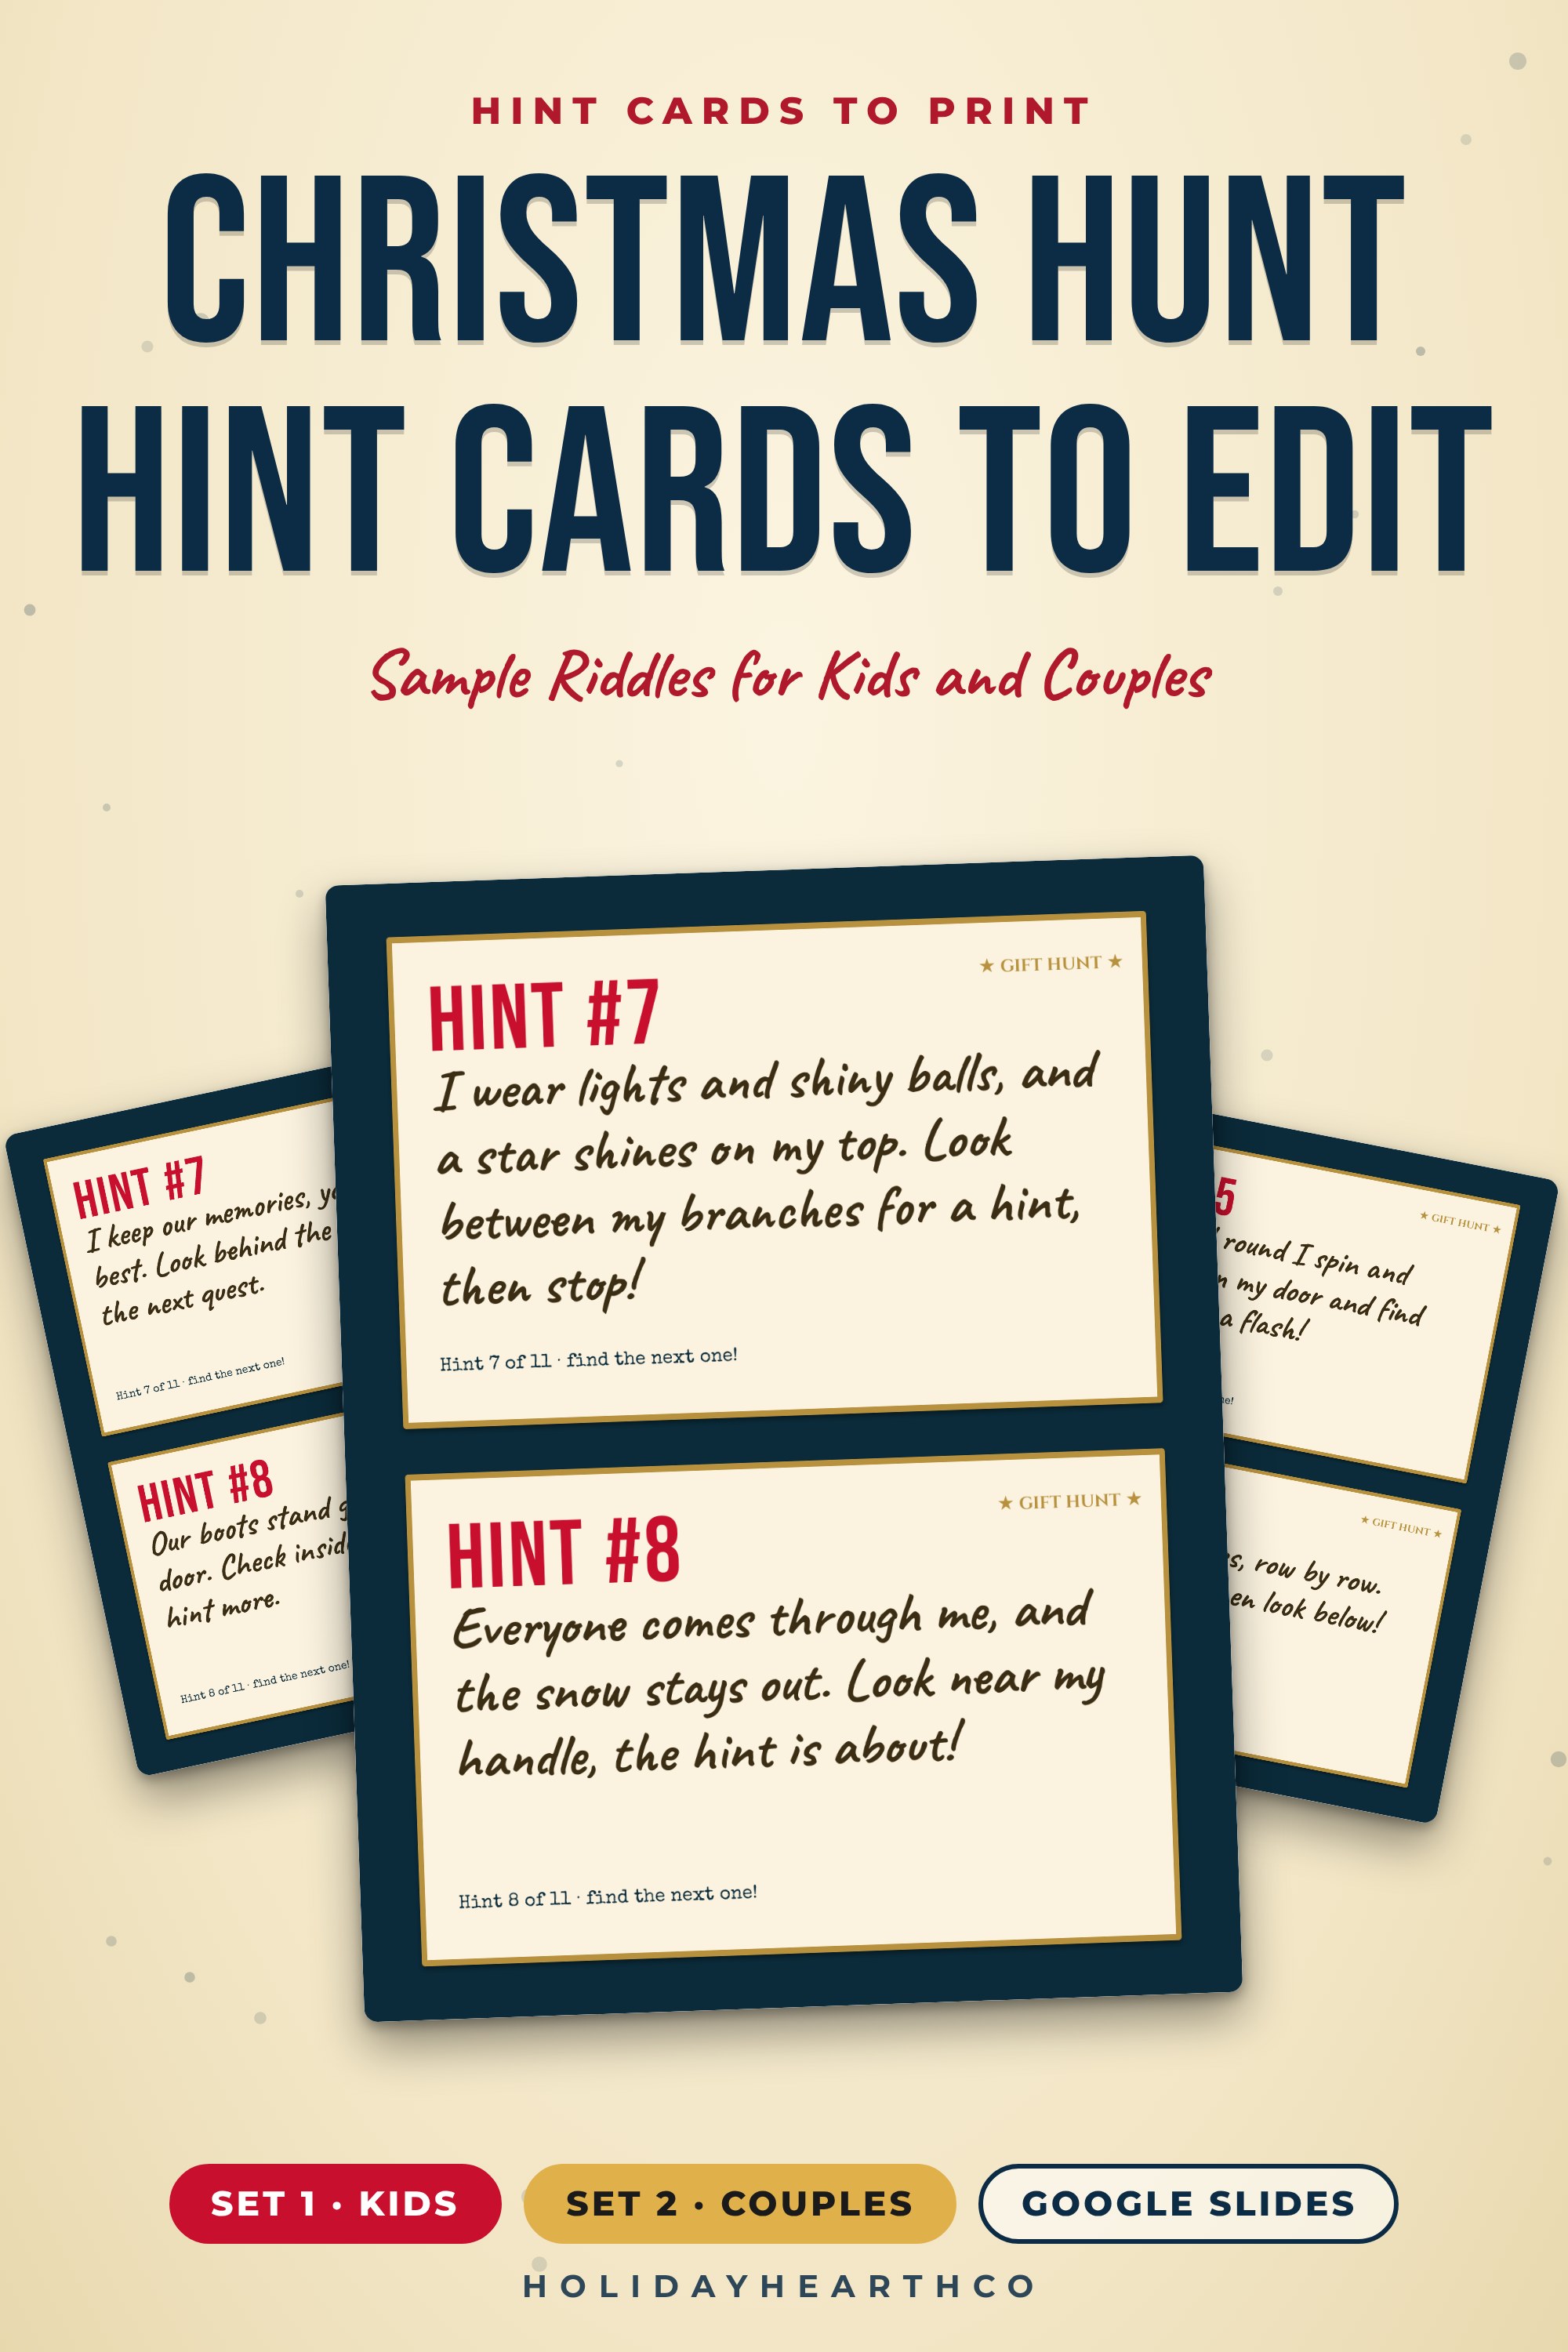 HINT CARDS TO PRINT
CHRISTMAS HUNT
HINT CARDS TO EDIT
Sample Riddles for Kids and Couples
★ GIFT HUNT ★
HINT #7
I wear lights and shiny balls, and
a star shines on my top. Look
between my branches for a hint,
then stop!
Hint 7 of 11 · find the next one!
★ GIFT HUNT ★
HINT #8
Everyone comes through me, and
the snow stays out. Look near my
handle, the hint is about!
Hint 8 of 11 · find the next one!
HINT #7
I keep our memories,
best. Look behind the
the next quest.
Hint 7 of 11 · find the next one!
HINT #8
Our boots stand
door. Check
hint more.
Hint 8 of 11 · find the next one!
5
★ GIFT HUNT ★
round I spin and
my door and find
a flash!
★ GIFT HUNT ★
row by row.
look below!
SET 1 · KIDS
SET 2 · COUPLES
GOOGLE SLIDES
HOLIDAYHEARTHCO